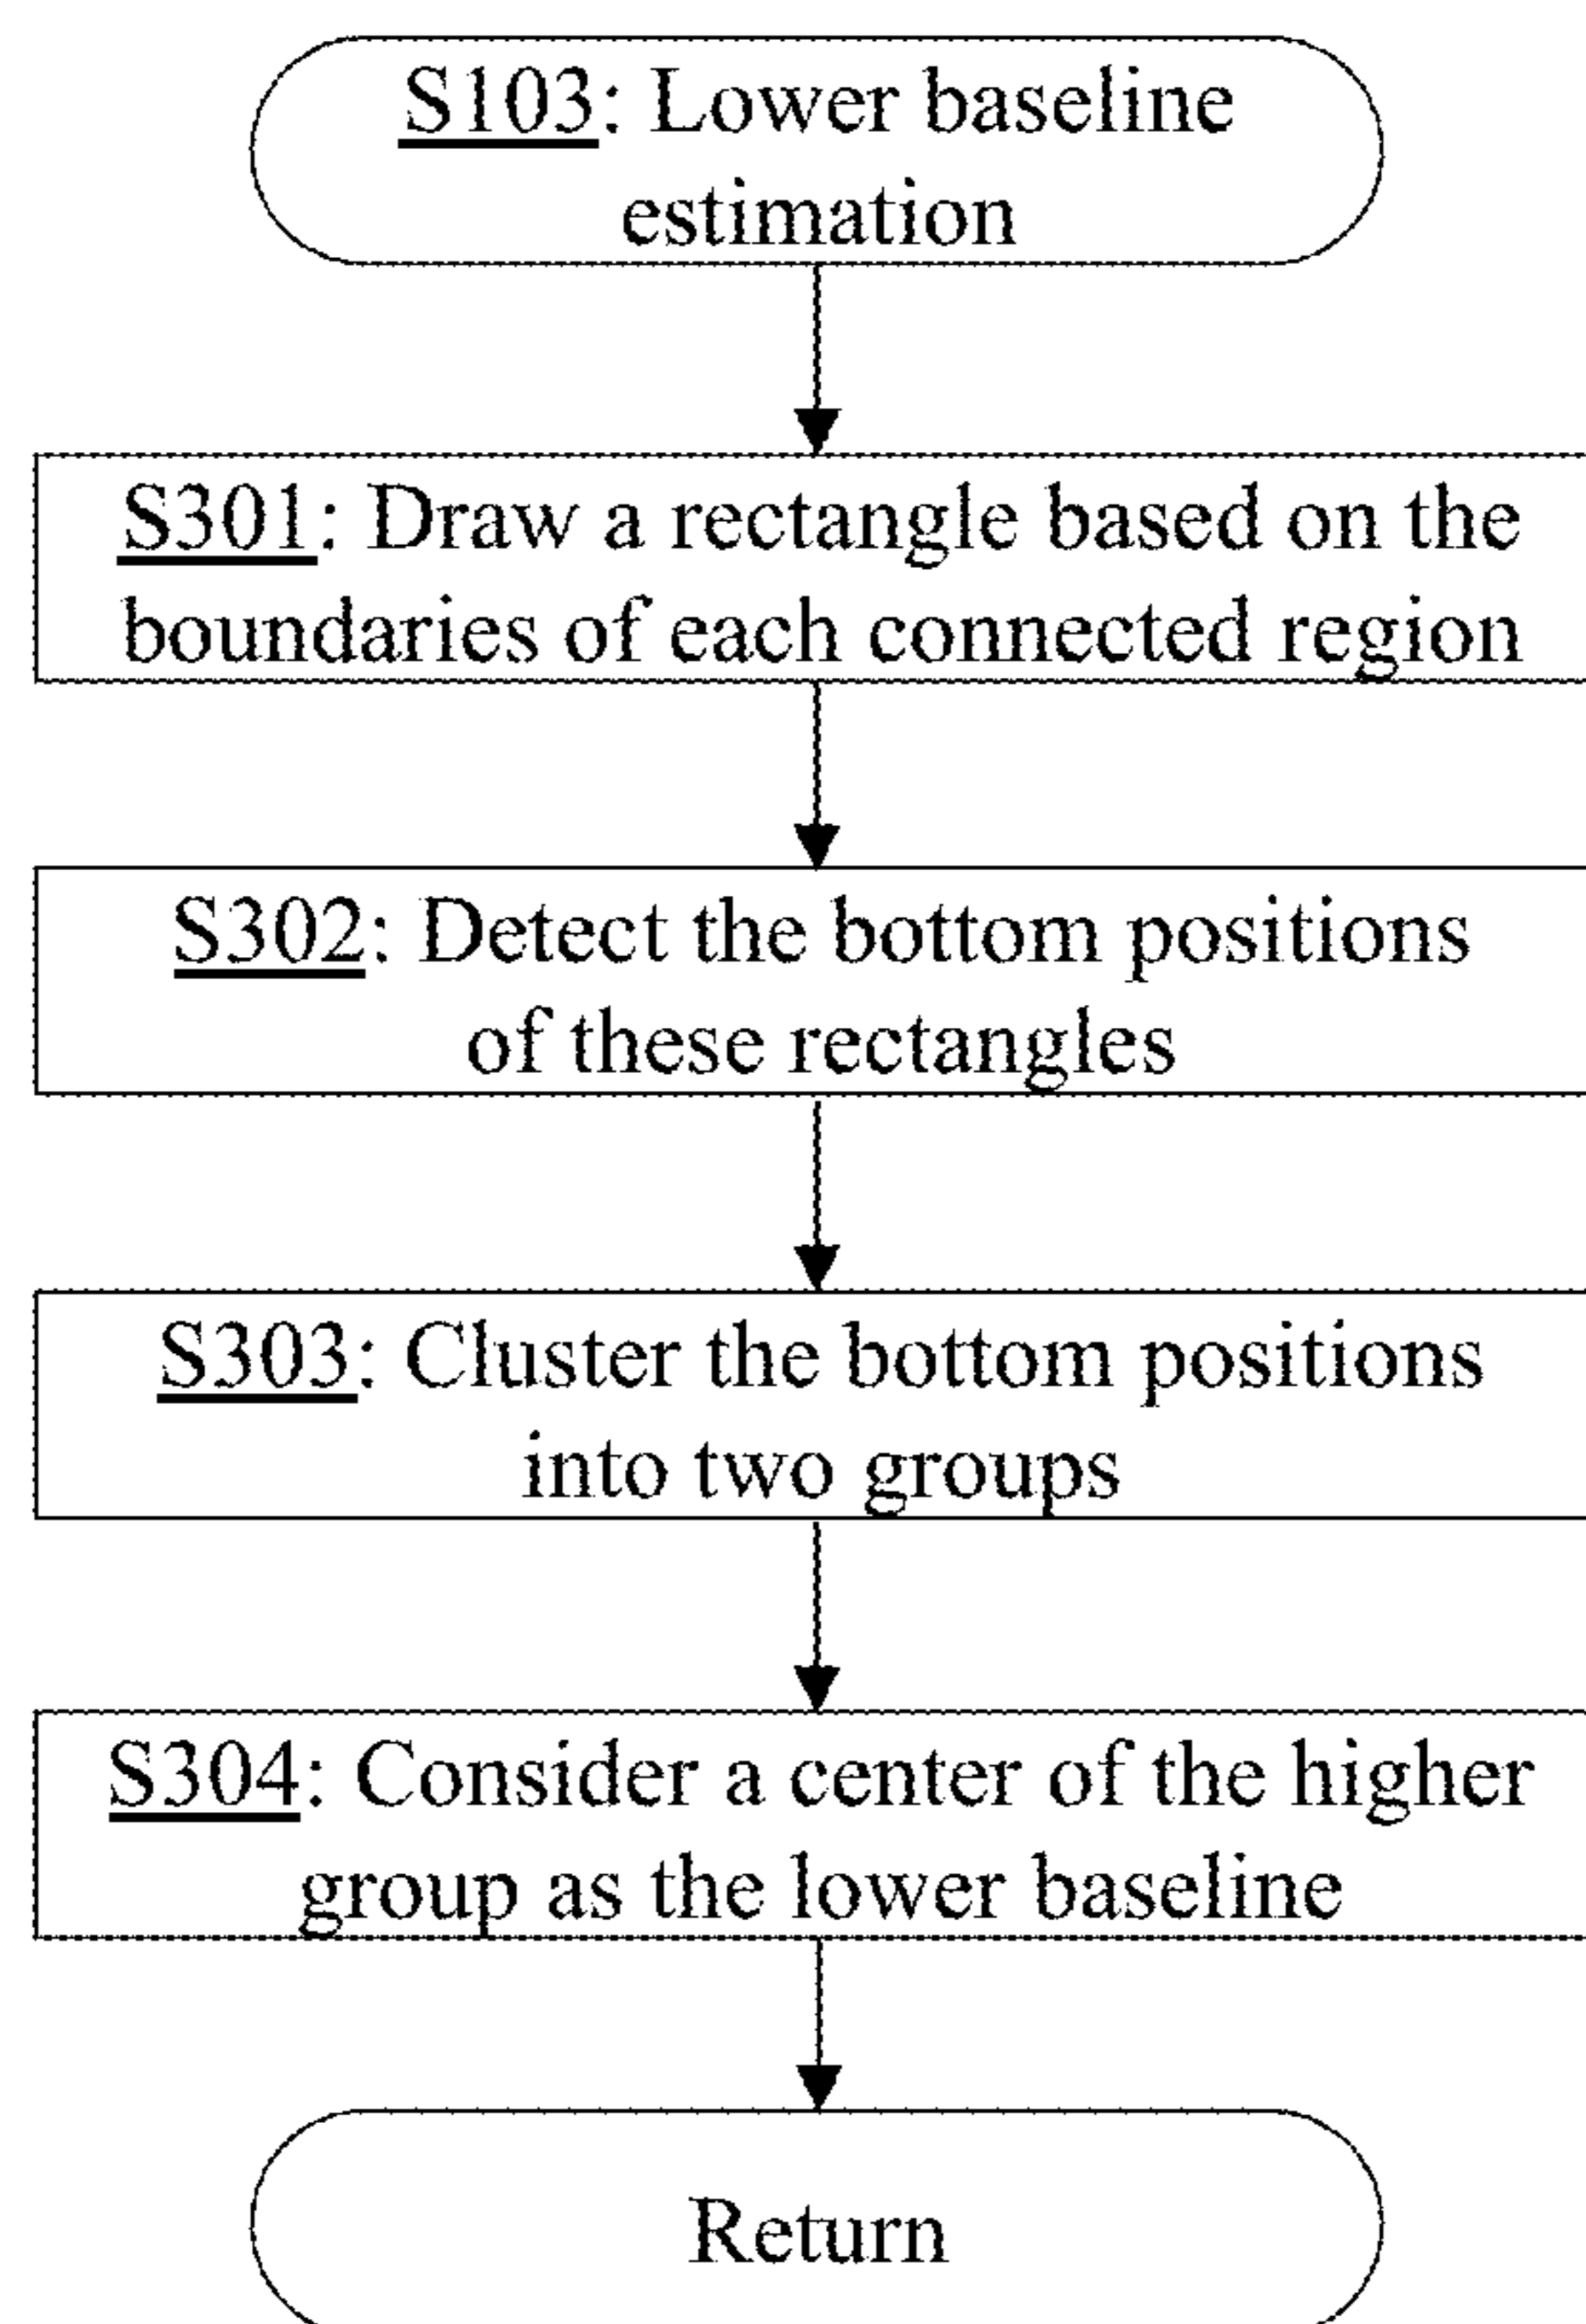 S103: Lower baseline
estimation
S301: Draw a rectangle based on the
boundaries of each connected region
S302: Detect the bottom positions
of these rectangles
S303: Cluster the bottom positions
into two groups
S304: Consider a center of the higher
group as the lower baseline
Return